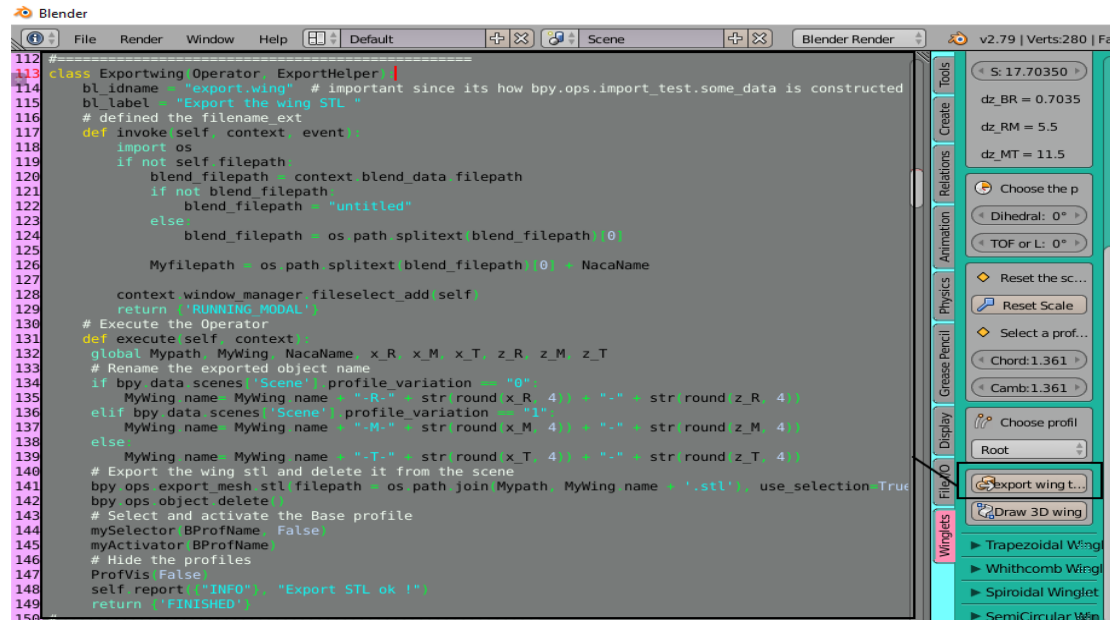 Blender
File Render Window Help Default Scene Blender Render v2.79 | Verts:280 | Fa
112 #==================================================
113 class Exportwing(Operator, ExportHelper):
114 bl_idname = "export.wing" # important since its how bpy.ops.import_test.some_data is constructed
115 bl_label = "Export the wing STL "
116 # defined the filename_ext
117 def invoke(self, context, event):
118 import os
119 if not self.filepath:
120 blend_filepath = context.blend_data.filepath
121 if not blend_filepath:
122 blend_filepath = "untitled"
123 else:
124 blend_filepath = os.path.splitext(blend_filepath)[0]
125
126 Myfilepath = os.path.splitext(blend_filepath)[0] + NacaName
127
128 context.window_manager.fileselect_add(self)
129 return {'RUNNING_MODAL'}
130 # Execute the Operator
131 def execute(self, context):
132 global Mypath, MyWing, NacaName, x_R, x_M, x_T, z_R, z_M, z_T
133 # Rename the exported object name
134 if bpy.data.scenes['Scene'].profile_variation == "0":
135 MyWing.name= MyWing.name + "-R-" + str(round(x_R, 4)) + "-" + str(round(z_R, 4))
136 elif bpy.data.scenes['Scene'].profile_variation == "1":
137 MyWing.name= MyWing.name + "-M-" + str(round(x_M, 4)) + "-" + str(round(z_M, 4))
138 else:
139 MyWing.name= MyWing.name + "-T-" + str(round(x_T, 4)) + "-" + str(round(z_T, 4))
140 # Export the wing stl and delete it from the scene
141 bpy.ops.export_mesh.stl(filepath = os.path.join(Mypath, MyWing.name + '.stl'), use_selection=True
142 bpy.ops.object.delete()
143 # Select and activate the Base profile
144 mySelector(BProfName, False)
145 myActivator(BProfName)
146 # Hide the profiles
147 ProfVis(False)
148 self.report({"INFO"}, "Export STL ok !")
149 return {'FINISHED'}
150 #
Tools
Create
Relations
Animation
Physics
Grease Pencil
Display
File I/O
Winglets
S: 17.70350
dz_BR = 0.7035
dz_RM = 5.5
dz_MT = 11.5
Choose the p
Dihedral: 0°
TOF or L: 0°
Reset the sc...
Reset Scale
Select a prof...
Chord:1.361
Camb:1.361
Choose profil
Root
export wing t...
Draw 3D wing
Trapezoidal Wingl
Whithcomb Wingl
Spiroidal Winglet
SemiCircular Win